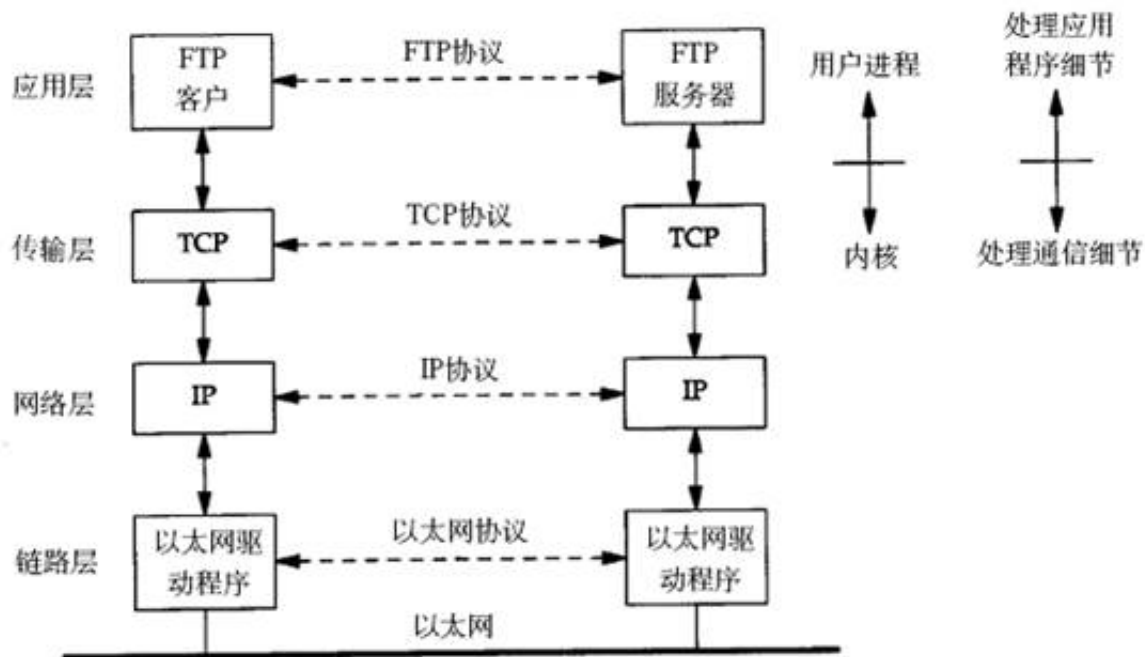 处理应用
程序细节
用户进程
内核
处理通信细节
应用层
FTP
客户
FTP协议
FTP
服务器
传输层
TCP
TCP协议
TCP
网络层
IP
IP协议
IP
链路层
以太网驱
动程序
以太网协议
以太网驱
动程序
以太网